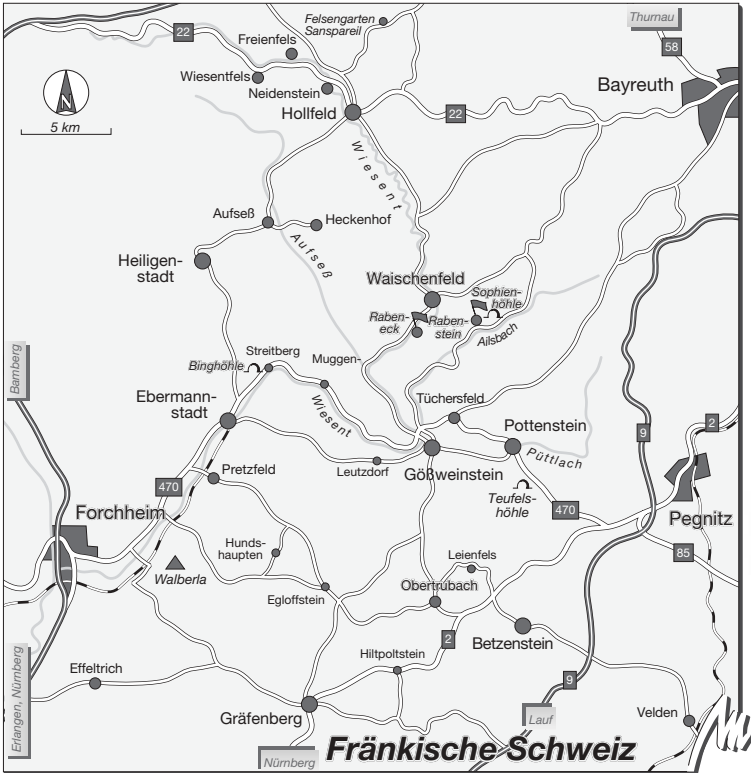 Thurnau
Felsengarten
Sanspareil
22
Freienfels
58
Wiesentfels
Neidenstein
Bayreuth
N
Hollfeld
22
5 km
Wiesent
9
Aufseß
Heckenhof
Aufseß
Heiligen-
stadt
Waischenfeld
Sophien-
höhle
Raben-
eck
Raben-
stein
Ailsbach
Bamberg
Streitberg
Binghöhle
Muggen-
Ebermann-
stadt
Wiesent
Tüchersfeld
Pottenstein
2
9
Püttlach
Leutzdorf
Gößweinstein
Pretzfeld
470
Teufels-
höhle
470
Forchheim
Pegnitz
Hunds-
haupten
Leienfels
85
Walberla
Egloffstein
Obertrubach
2
Betzenstein
Hiltpoltstein
Effeltrich
9
Erlangen, Nürnberg
Gräfenberg
Lauf
Velden
Nürnberg
Fränkische Schweiz